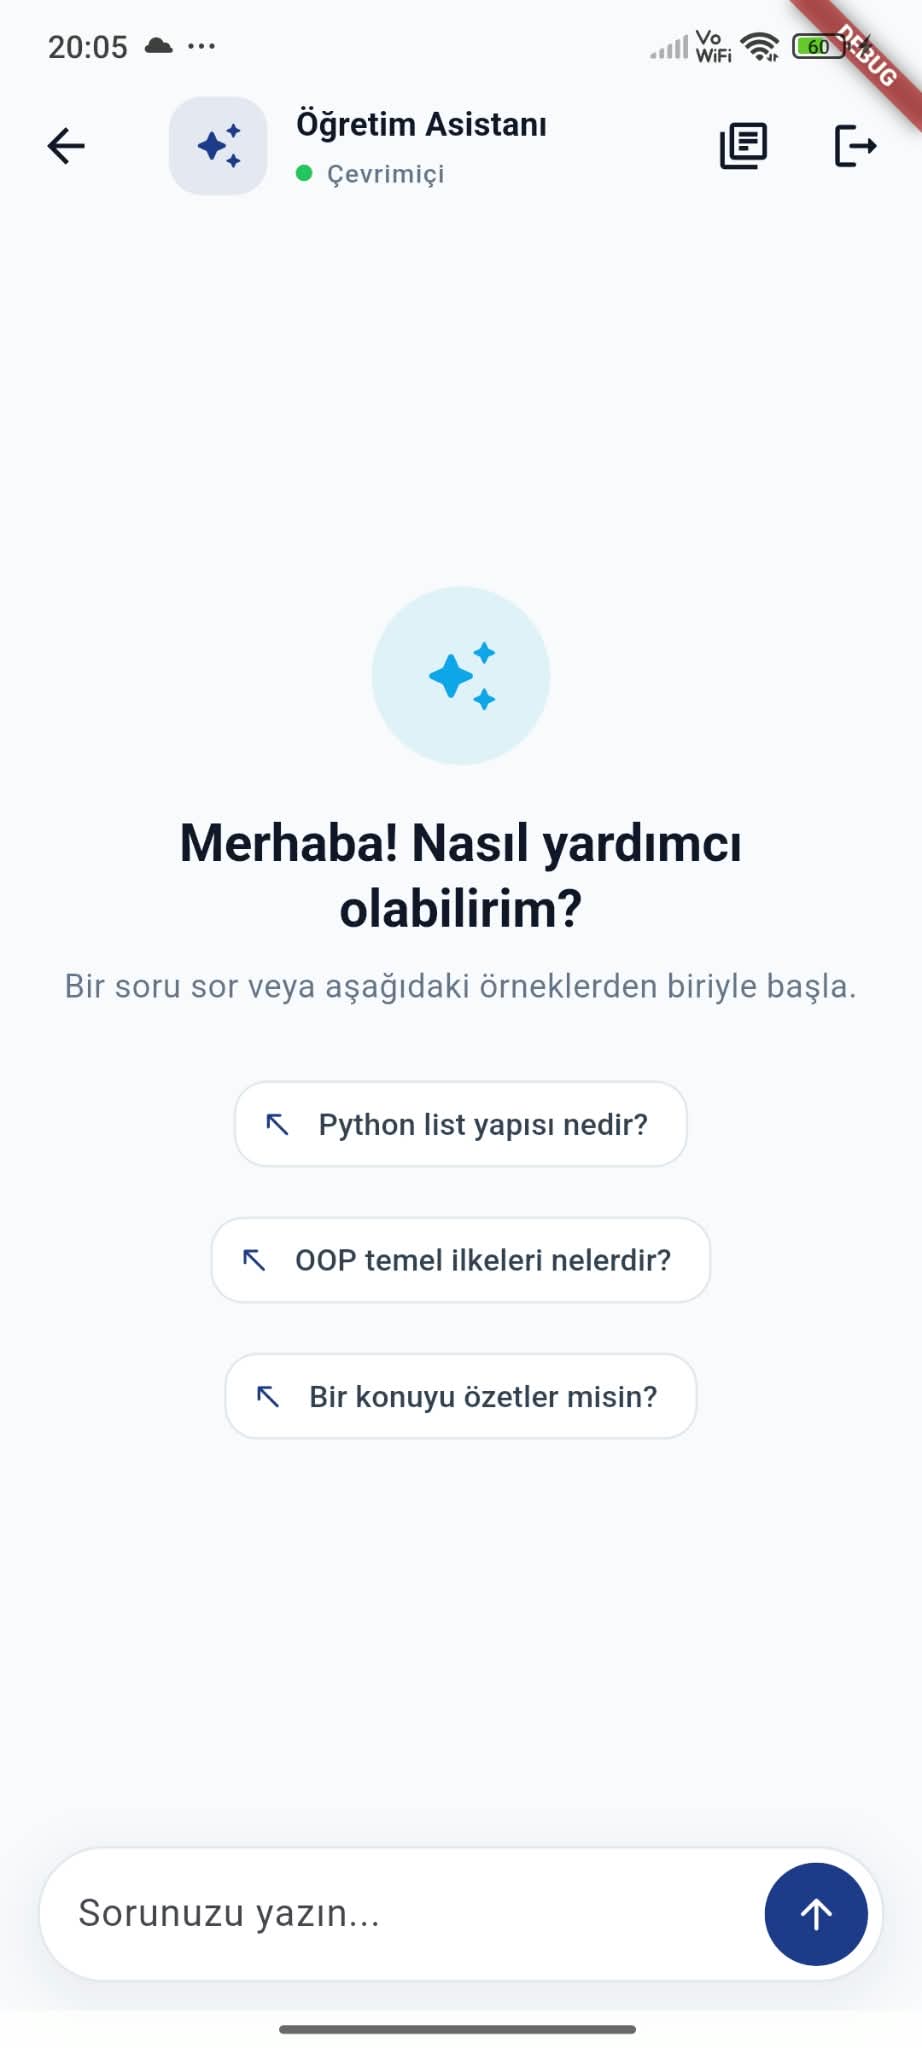 20:05
Vo
WiFi
60
DEBUG
Öğretim Asistanı
Çevrimiçi
Merhaba! Nasıl yardımcı
olabilirim?
Bir soru sor veya aşağıdaki örneklerden biriyle başla.
Python list yapısı nedir?
OOP temel ilkeleri nelerdir?
Bir konuyu özetler misin?
Sorunuzu yazın...